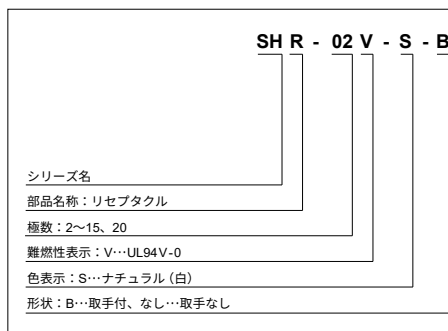 SH R - 02 V - S - B
シリーズ名
部品名称：リセプタクル
極数：2～15、20
難燃性表示：V…UL94V-0
色表示：S…ナチュラル（白）
形状：B…取手付、なし…取手なし